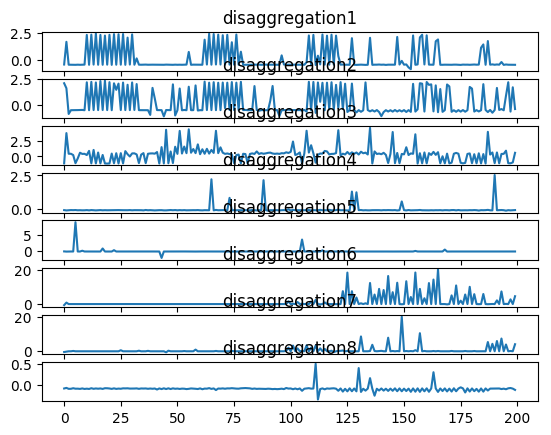 disaggregation1
2.5
0.0
disaggregation2
2.5
0.0
disaggregation3
2.5
0.0
disaggregation4
2.5
0.0
disaggregation5
5
0
disaggregation6
20
10
0
disaggregation7
20
0
disaggregation8
0.5
0.0
0 25 50 75 100 125 150 175 200